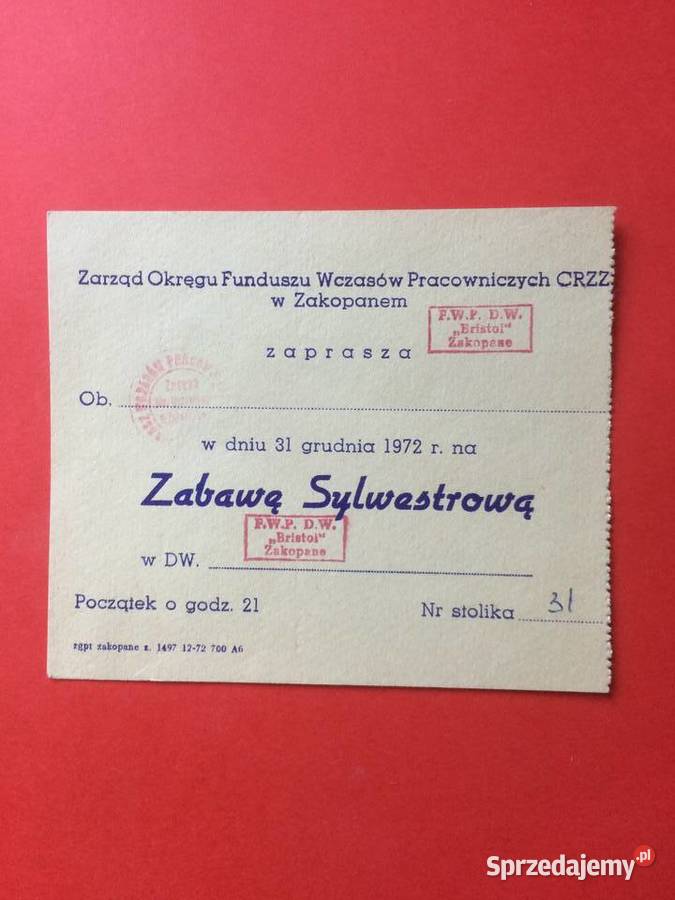 Zarząd Okręgu Funduszu Wczasów Pracowniczych CRZZ
w Zakopanem
F.W.P. D.W.
„Bristol"
Zakopane
zaprasza
Ob.
w dniu 31 grudnia 1972 r. na
Zabawę Sylwestrową
F.W.P. D.W.
„Bristol"
Zakopane
w DW.
Początek o godz. 21
Nr stolika 31
zgpt zakopane z. 1497 12-72 700 A6
Sprzedajemy.pl